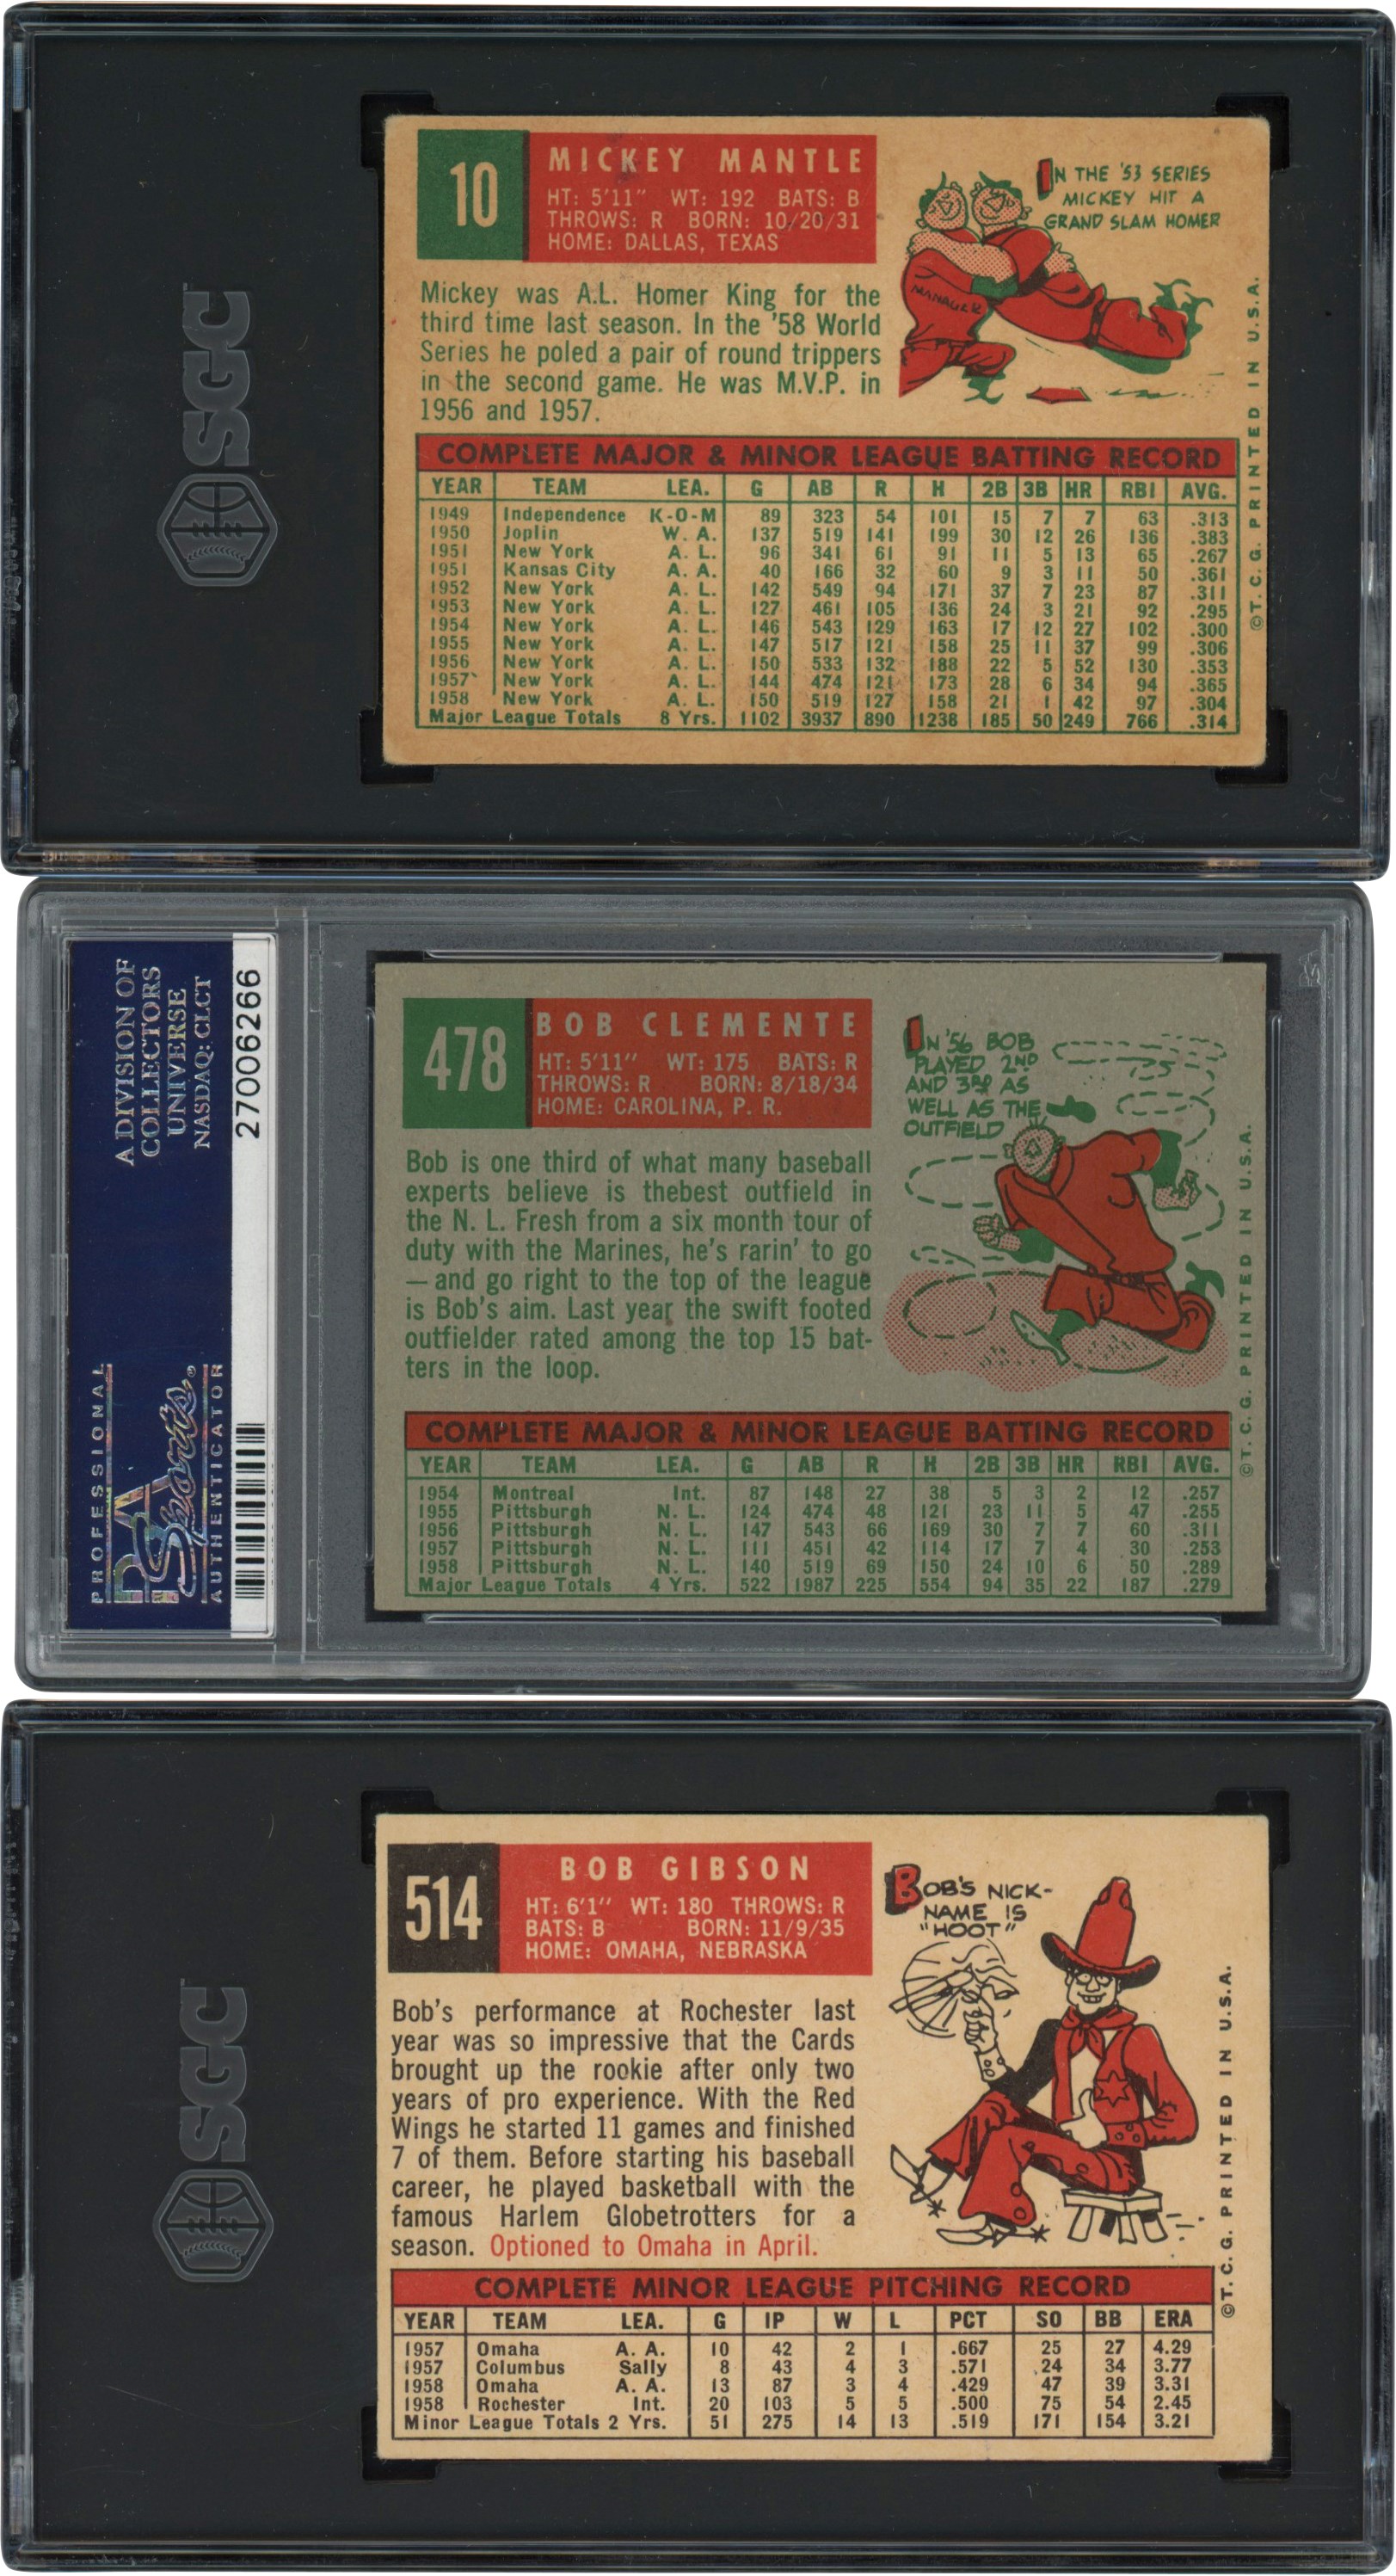 SGC
10
MICKEY MANTLE
HT: 5'11" WT: 192 BATS: B
THROWS: R BORN: 10/20/31
HOME: DALLAS, TEXAS
IN THE '53 SERIES
MICKEY HIT A
GRAND SLAM HOMER
MANAGER
Mickey was A.L. Homer King for the
third time last season. In the '58 World
Series he poled a pair of round trippers
in the second game. He was M.V.P. in
1956 and 1957.
COMPLETE MAJOR & MINOR LEAGUE BATTING RECORD
YEAR TEAM LEA. G AB R H 2B 3B HR RBI AVG.
1949 Independence K-O-M 89 323 54 101 15 7 7 63 .313
1950 Joplin W. A. 137 519 141 199 30 12 26 136 .383
1951 New York A. L. 96 341 61 91 11 5 13 65 .267
1951 Kansas City A. A. 40 166 32 60 9 3 11 50 .361
1952 New York A. L. 142 549 94 171 37 7 23 87 .311
1953 New York A. L. 127 461 105 136 24 3 21 92 .295
1954 New York A. L. 146 543 129 163 17 12 27 102 .300
1955 New York A. L. 147 517 121 158 25 11 37 99 .306
1956 New York A. L. 150 533 132 188 22 5 52 130 .353
1957 New York A. L. 144 474 121 173 28 6 34 94 .365
1958 New York A. L. 150 519 127 158 21 1 42 97 .304
Major League Totals 8 Yrs. 1102 3937 890 1238 185 50 249 766 .314
©T. C. G. PRINTED IN U.S.A.
A DIVISION OF
COLLECTORS
UNIVERSE
NASDAQ: CLCT
27006266
PROFESSIONAL
PSA
Sports
AUTHENTICATOR
478
BOB CLEMENTE
HT: 5'11" WT: 175 BATS: R
THROWS: R BORN: 8/18/34
HOME: CAROLINA, P. R.
IN '56 BOB
PLAYED 2ND
AND 3RD AS
WELL AS THE
OUTFIELD
Bob is one third of what many baseball
experts believe is thebest outfield in
the N. L. Fresh from a six month tour of
duty with the Marines, he's rarin' to go
—and go right to the top of the league
is Bob's aim. Last year the swift footed
outfielder rated among the top 15 bat-
ters in the loop.
COMPLETE MAJOR & MINOR LEAGUE BATTING RECORD
YEAR TEAM LEA. G AB R H 2B 3B HR RBI AVG.
1954 Montreal Int. 87 148 27 38 5 3 2 12 .257
1955 Pittsburgh N. L. 124 474 48 121 23 11 5 47 .255
1956 Pittsburgh N. L. 147 543 66 169 30 7 7 60 .311
1957 Pittsburgh N. L. 111 451 42 114 17 7 4 30 .253
1958 Pittsburgh N. L. 140 519 69 150 24 10 6 50 .289
Major League Totals 4 Yrs. 522 1987 225 554 94 35 22 187 .279
©T. C. G. PRINTED IN U.S.A.
SGC
514
BOB GIBSON
HT: 6'1" WT: 180 THROWS: R
BATS: B BORN: 11/9/35
HOME: OMAHA, NEBRASKA
BOB'S NICK-
NAME IS
"HOOT"
Bob's performance at Rochester last
year was so impressive that the Cards
brought up the rookie after only two
years of pro experience. With the Red
Wings he started 11 games and finished
7 of them. Before starting his baseball
career, he played basketball with the
famous Harlem Globetrotters for a
season. Optioned to Omaha in April.
COMPLETE MINOR LEAGUE PITCHING RECORD
YEAR TEAM LEA. G IP W L PCT SO BB ERA
1957 Omaha A. A. 10 42 2 1 .667 25 27 4.29
1957 Columbus Sally 8 43 4 3 .571 24 34 3.77
1958 Omaha A. A. 13 87 3 4 .429 47 39 3.31
1958 Rochester Int. 20 103 5 5 .500 75 54 2.45
Minor League Totals 2 Yrs. 51 275 14 13 .519 171 154 3.21
©T. C. G. PRINTED IN U.S.A.